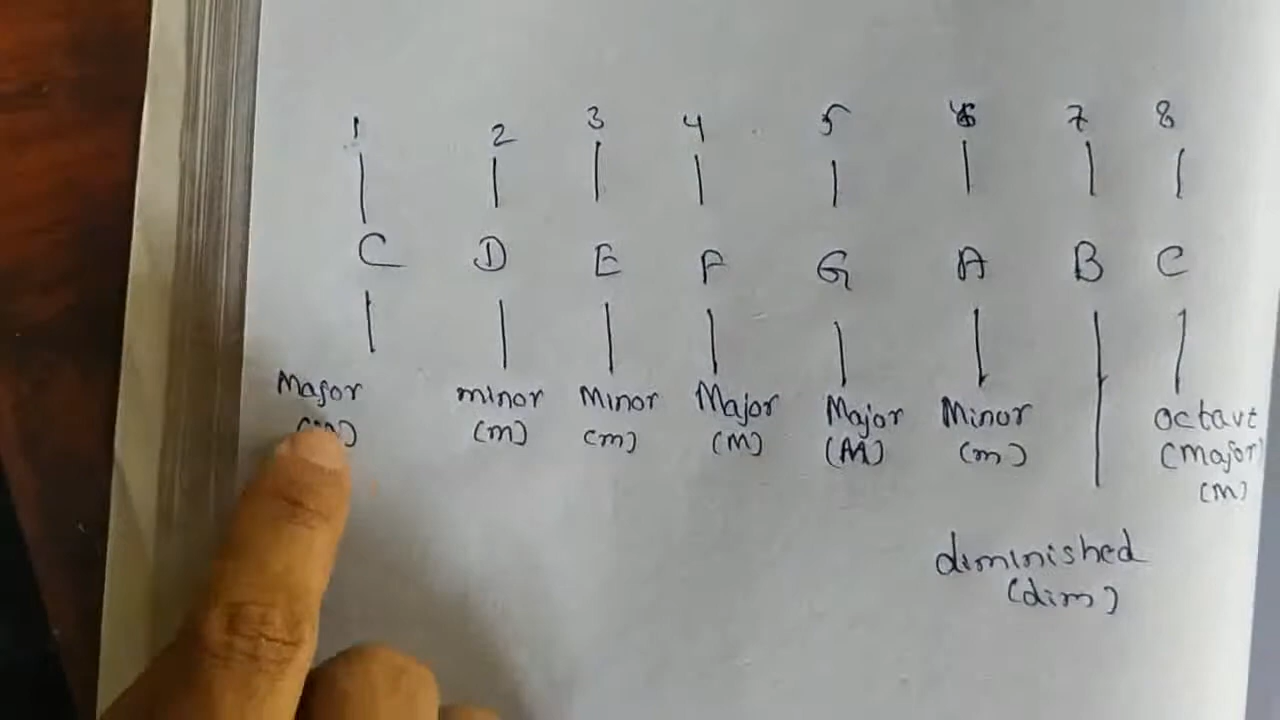 1 2 3 4 5 6 7 8
C D E F G A B C
Major minor Minor Major Major Minor octave
(M) (m) (m) (M) (M) (m) (major)
(M)
diminished
(dim)